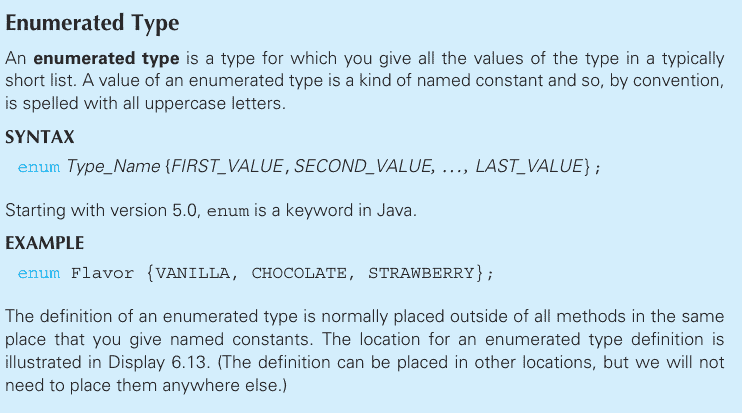 Enumerated Type
An enumerated type is a type for which you give all the values of the type in a typically
short list. A value of an enumerated type is a kind of named constant and so, by convention,
is spelled with all uppercase letters.
SYNTAX
enum Type_Name {FIRST_VALUE, SECOND_VALUE, ..., LAST_VALUE};
Starting with version 5.0, enum is a keyword in Java.
EXAMPLE
enum Flavor {VANILLA, CHOCOLATE, STRAWBERRY};
The definition of an enumerated type is normally placed outside of all methods in the same
place that you give named constants. The location for an enumerated type definition is
illustrated in Display 6.13. (The definition can be placed in other locations, but we will not
need to place them anywhere else.)